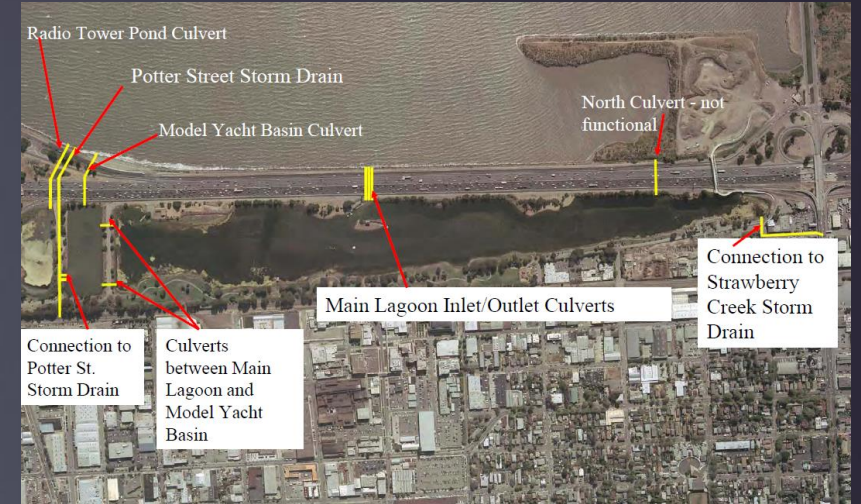 Radio Tower Pond Culvert
Potter Street Storm Drain
Model Yacht Basin Culvert
North Culvert - not
functional
Main Lagoon Inlet/Outlet Culverts
Connection to
Strawberry
Creek Storm
Drain
Connection to
Potter St.
Storm Drain
Culverts
between Main
Lagoon and
Model Yacht
Basin